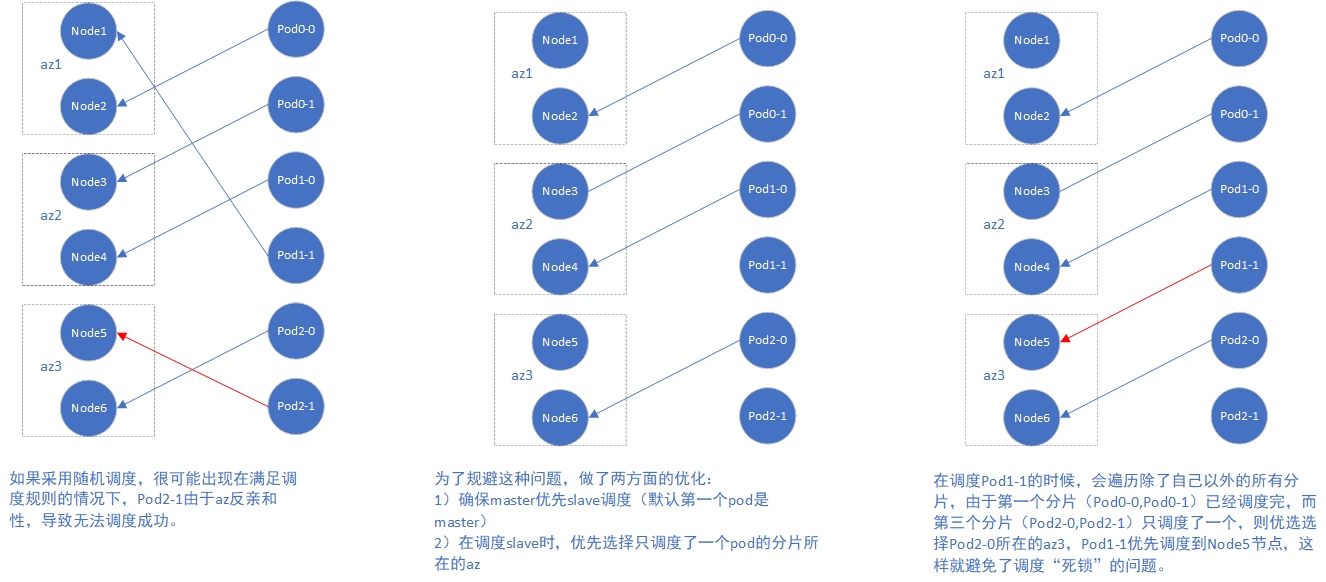 Node1
Pod0-0
az1
Node2
Pod0-1
Node3
Pod1-0
az2
Node4
Pod1-1
Node5
Pod2-0
az3
Node6
Pod2-1
如果采用随机调度，很可能出现在满足调
度规则的情况下，Pod2-1由于az反亲和
性，导致无法调度成功。
Node1
Pod0-0
az1
Node2
Pod0-1
Node3
Pod1-0
az2
Node4
Pod1-1
Node5
Pod2-0
az3
Node6
Pod2-1
为了规避这种问题，做了两方面的优化：
1）确保master优先slave调度（默认第一个pod是
master）
2）在调度slave时，优先选择只调度了一个pod的分片所
在的az
Node1
Pod0-0
az1
Node2
Pod0-1
Node3
Pod1-0
az2
Node4
Pod1-1
Node5
Pod2-0
az3
Node6
Pod2-1
在调度Pod1-1的时候，会遍历除了自己以外的所有分
片，由于第一个分片（Pod0-0,Pod0-1）已经调度完，而
第三个分片（Pod2-0,Pod2-1）只调度了一个，则优选选
择Pod2-0所在的az3，Pod1-1优先调度到Node5节点，这
样就避免了调度“死锁”的问题。